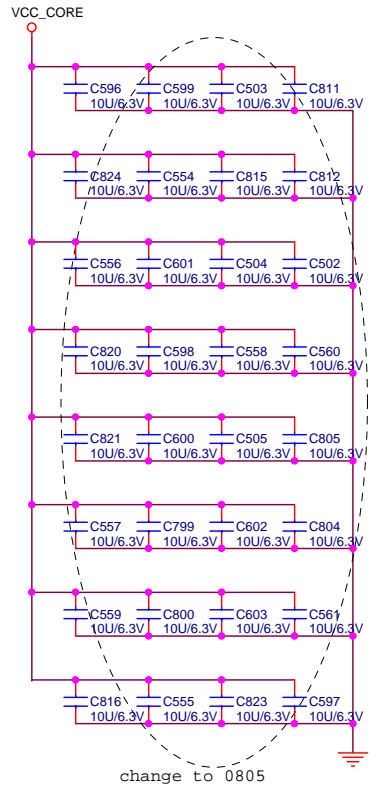 VCC_CORE
C596 C599 C503 C811
10U/6.3V 10U/6.3V 10U/6.3V 10U/6.3V
C824 C554 C815 C812
10U/6.3V 10U/6.3V 10U/6.3V 10U/6.3V
C556 C601 C504 C502
10U/6.3V 10U/6.3V 10U/6.3V 10U/6.3V
C820 C598 C558 C560
10U/6.3V 10U/6.3V 10U/6.3V 10U/6.3V
C821 C600 C505 C805
10U/6.3V 10U/6.3V 10U/6.3V 10U/6.3V
C557 C799 C602 C804
10U/6.3V 10U/6.3V 10U/6.3V 10U/6.3V
C559 C800 C603 C561
10U/6.3V 10U/6.3V 10U/6.3V 10U/6.3V
C816 C555 C823 C597
10U/6.3V 10U/6.3V 10U/6.3V 10U/6.3V
change to 0805